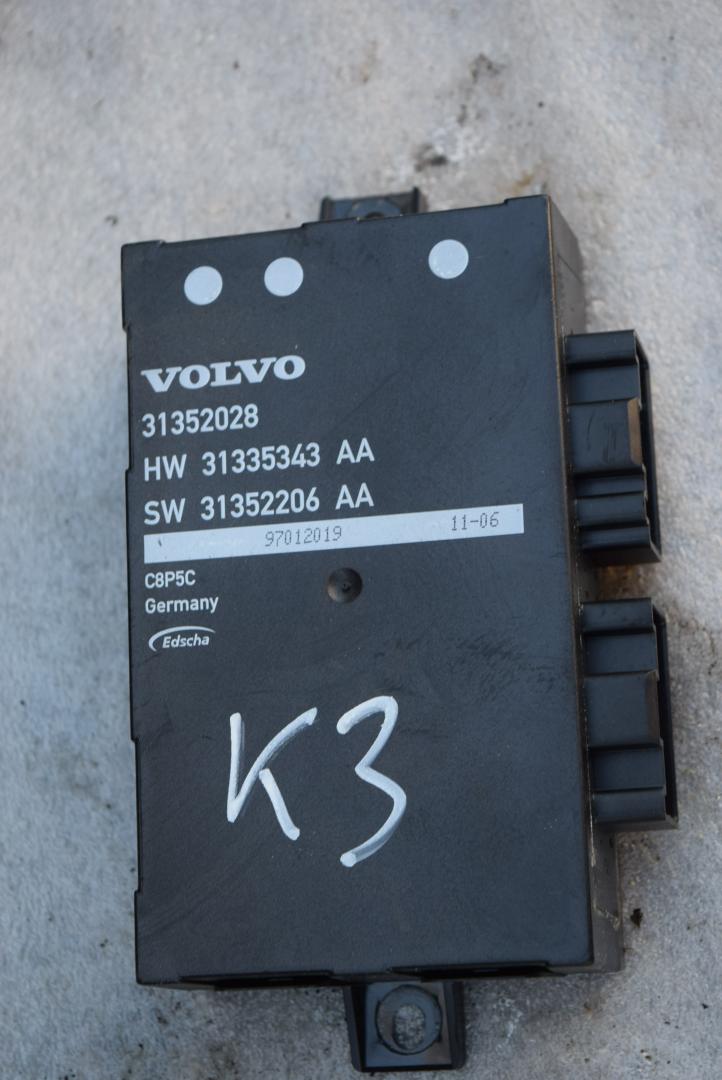 VOLVO
31352028
HW 31335343 AA
SW 31352206 AA
97012019 11-06
C8P5C
Germany
Edscha
K3